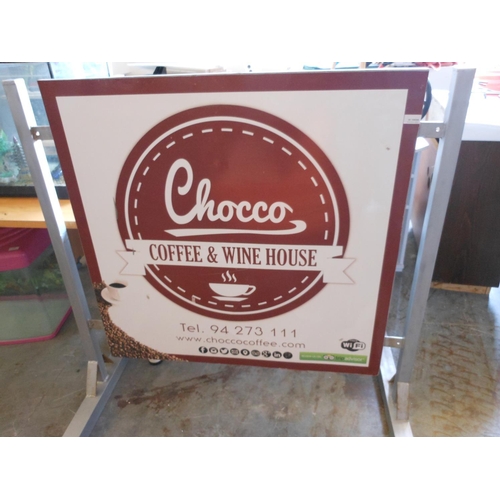 Chocco
COFFEE & WINE HOUSE
Tel. 94 273 111
www.choccocoffee.com
WiFi